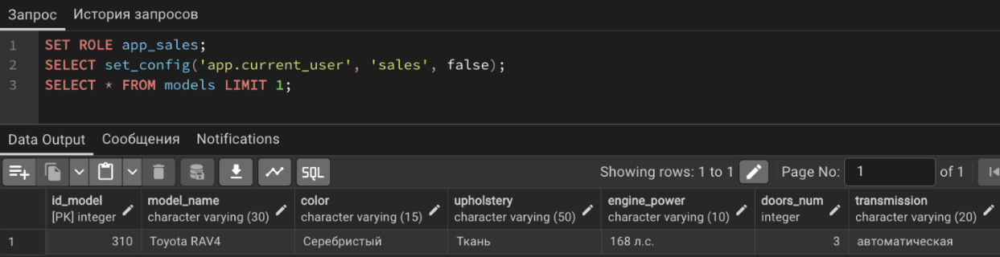 Запрос История запросов
1 SET ROLE app_sales;
2 SELECT set_config('app.current_user', 'sales', false);
3 SELECT * FROM models LIMIT 1;
Data Output Сообщения Notifications
SQL Showing rows: 1 to 1 Page No: 1 of 1
id_model model_name color upholstery engine_power doors_num transmission
[PK] integer character varying (30) character varying (15) character varying (50) character varying (10) integer character varying (20)
1 310 Toyota RAV4 Серебристый Ткань 168 л.с. 3 автоматическая